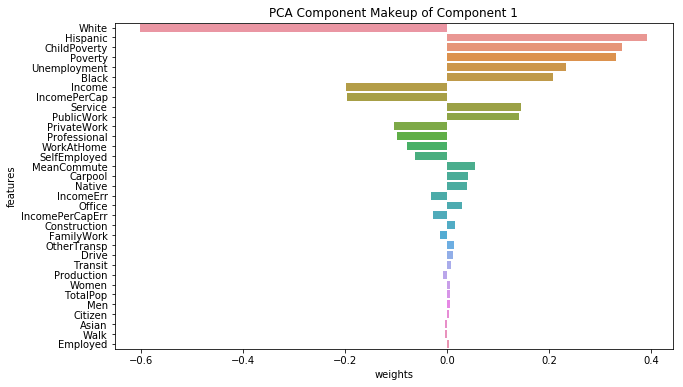 PCA Component Makeup of Component 1
White
Hispanic
ChildPoverty
Poverty
Unemployment
Black
Income
IncomePerCap
Service
PublicWork
PrivateWork
Professional
WorkAtHome
SelfEmployed
MeanCommute
Carpool
Native
IncomeErr
Office
IncomePerCapErr
Construction
FamilyWork
OtherTransp
Drive
Transit
Production
Women
TotalPop
Men
Citizen
Asian
Walk
Employed
features
−0.6 −0.4 −0.2 0.0 0.2 0.4
weights